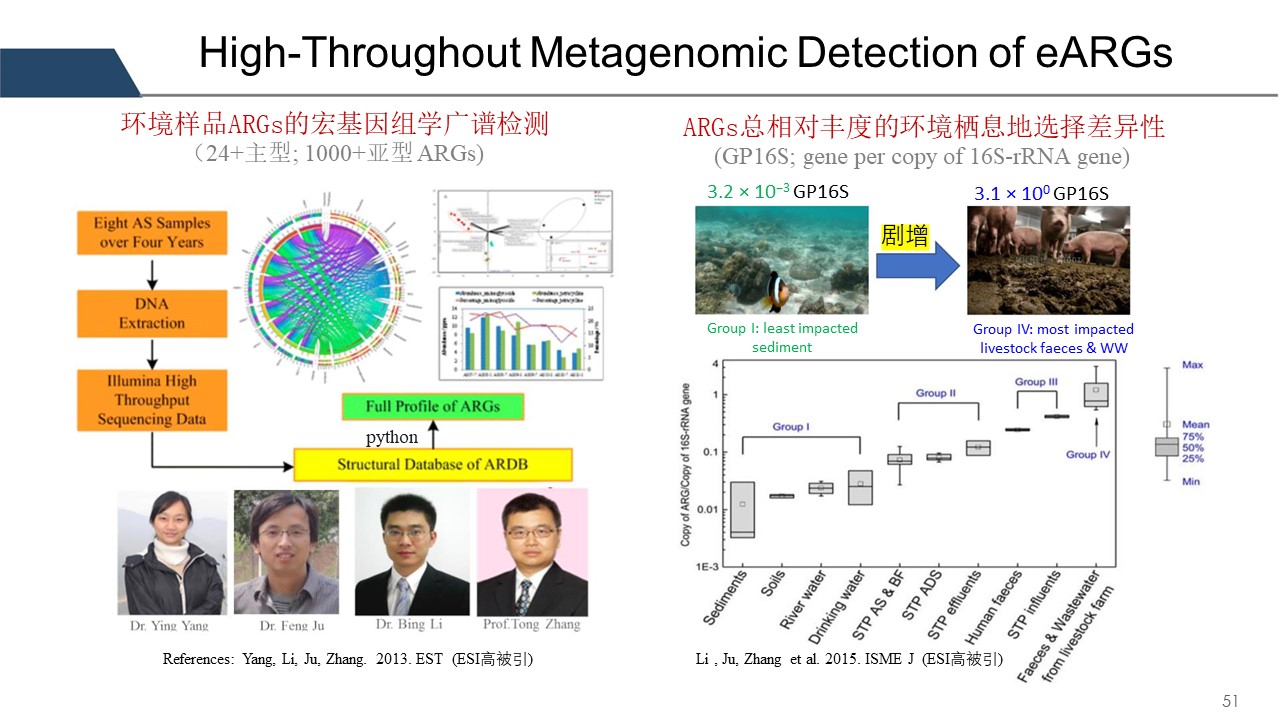 High-Throughout Metagenomic Detection of eARGs
环境样品ARGs的宏基因组学广谱检测
（24+主型; 1000+亚型 ARGs)
Eight AS Samples
over Four Years
DNA
Extraction
Illumina High
Throughput
Sequencing Data
Full Profile of ARGs
python
Structural Database of ARDB
Dr. Ying Yang
Dr. Feng Ju
Dr. Bing Li
Prof.Tong Zhang
References: Yang, Li, Ju, Zhang. 2013. EST (ESI高被引)
ARGs总相对丰度的环境栖息地选择差异性
(GP16S; gene per copy of 16S-rRNA gene)
3.2 × 10⁻³ GP16S
3.1 × 10⁰ GP16S
剧增
Group I: least impacted
sediment
Group IV: most impacted
livestock faeces & WW
Copy of ARG/Copy of 16S-rRNA gene
4
1
0.1
0.01
1E-3
Group I
Group II
Group III
Group IV
Max
Mean
75%
50%
25%
Min
Sediments
Soils
River water
Drinking water
STP AS & BF
STP ADS
STP effluents
Human faeces
STP influents
Faeces & Wastewater
from livestock farm
Li , Ju, Zhang et al. 2015. ISME J (ESI高被引)
51